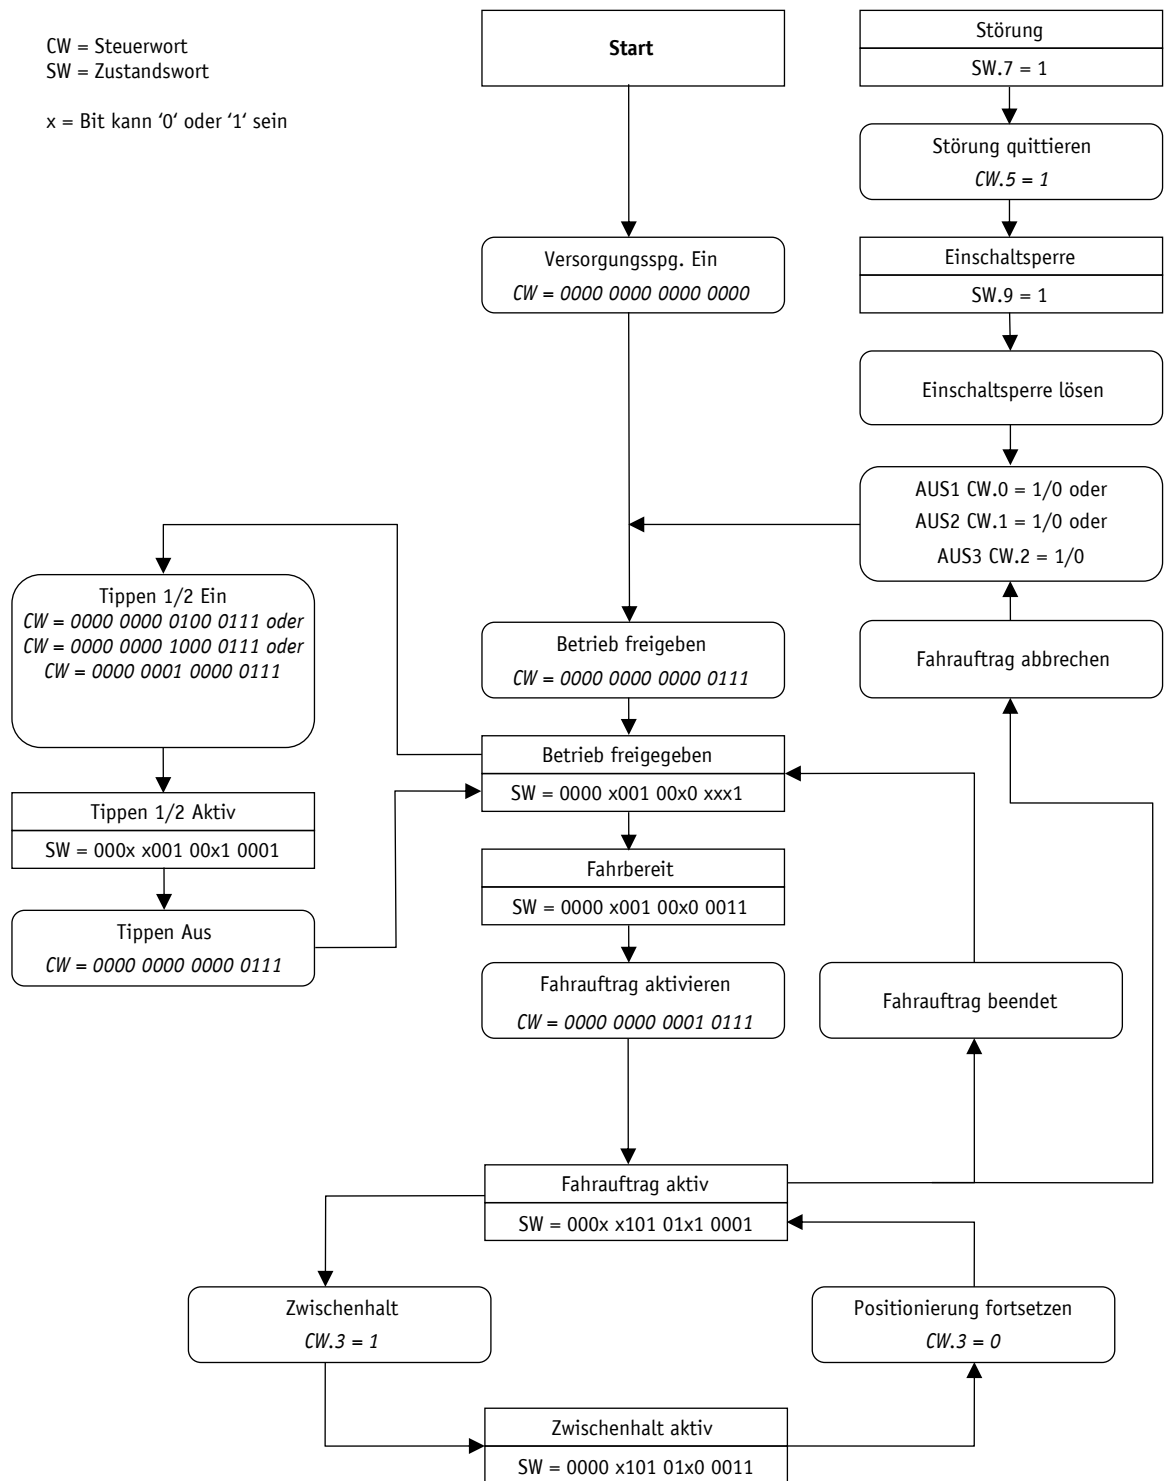 CW = Steuerwort
SW = Zustandswort
x = Bit kann ‘0‘ oder ‘1‘ sein
Start
Störung
SW.7 = 1
Störung quittieren
CW.5 = 1
Versorgungsspg. Ein
CW = 0000 0000 0000 0000
Einschaltsperre
SW.9 = 1
Einschaltsperre lösen
AUS1 CW.0 = 1/0 oder
AUS2 CW.1 = 1/0 oder
AUS3 CW.2 = 1/0
Tippen 1/2 Ein
CW = 0000 0000 0100 0111 oder
CW = 0000 0000 1000 0111 oder
CW = 0000 0001 0000 0111
Betrieb freigeben
CW = 0000 0000 0000 0111
Fahrauftrag abbrechen
Betrieb freigegeben
SW = 0000 x001 00x0 xxx1
Tippen 1/2 Aktiv
SW = 000x x001 00x1 0001
Fahrbereit
SW = 0000 x001 00x0 0011
Tippen Aus
CW = 0000 0000 0000 0111
Fahrauftrag aktivieren
CW = 0000 0000 0001 0111
Fahrauftrag beendet
Fahrauftrag aktiv
SW = 000x x101 01x1 0001
Zwischenhalt
CW.3 = 1
Positionierung fortsetzen
CW.3 = 0
Zwischenhalt aktiv
SW = 0000 x101 01x0 0011